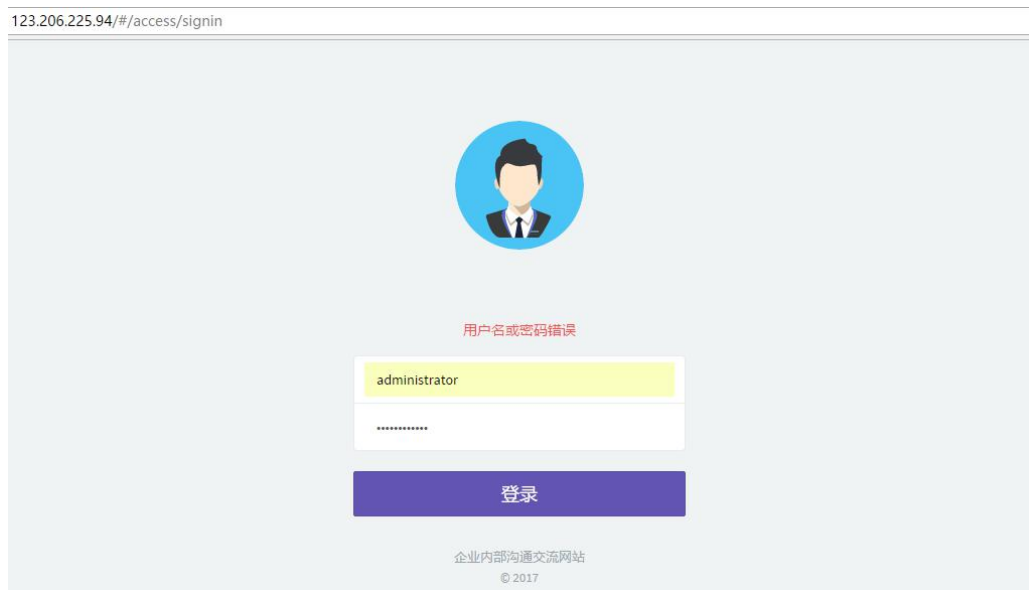 123.206.225.94/#/access/signin
用户名或密码错误
administrator
••••••••••••
登录
企业内部沟通交流网站
© 2017